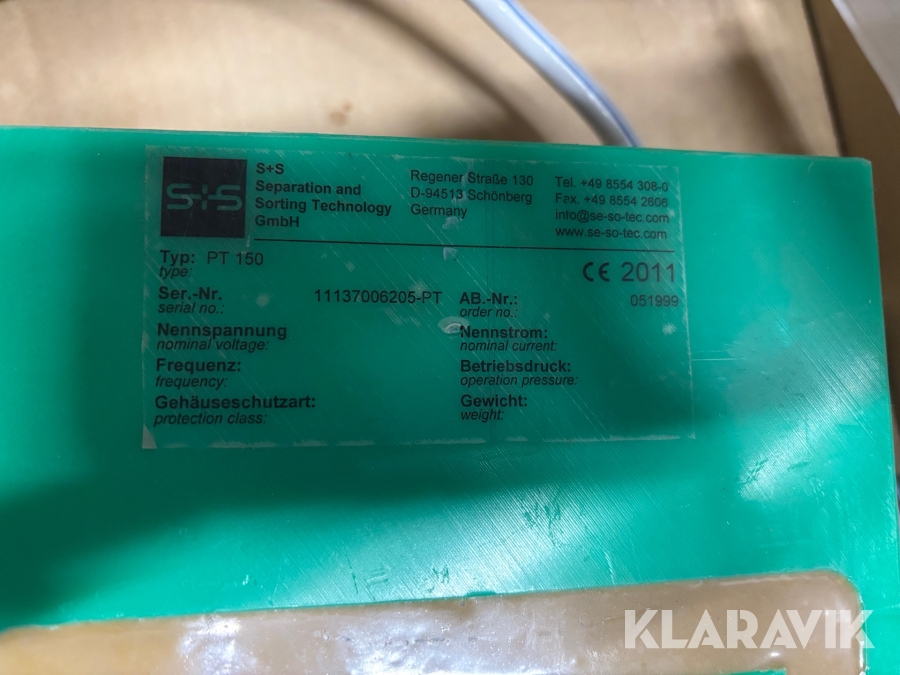 S+S
S+S
Separation and
Sorting Technology
GmbH
Regener Straße 130
D-94513 Schönberg
Germany
Tel. +49 8554 308-0
Fax. +49 8554 2606
info@se-so-tec.com
www.se-so-tec.com
Typ: PT 150
type:
CE 2011
Ser.-Nr. 11137006205-PT
serial no.:
AB.-Nr.: 051999
order no.:
Nennspannung
nominal voltage:
Nennstrom:
nominal current:
Frequenz:
frequency:
Betriebsdruck:
operation pressure:
Gehäuseschutzart:
protection class:
Gewicht:
weight:
KLARAVIK